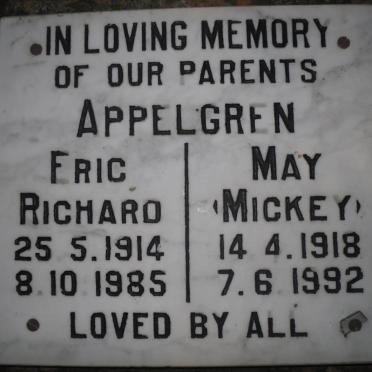 IN LOVING MEMORY
OF OUR PARENTS
APPELGREN
ERIC
RICHARD
25 5.1914
8.10 1985
MAY
(MICKEY)
14 4.1918
7.6 1992
LOVED BY ALL